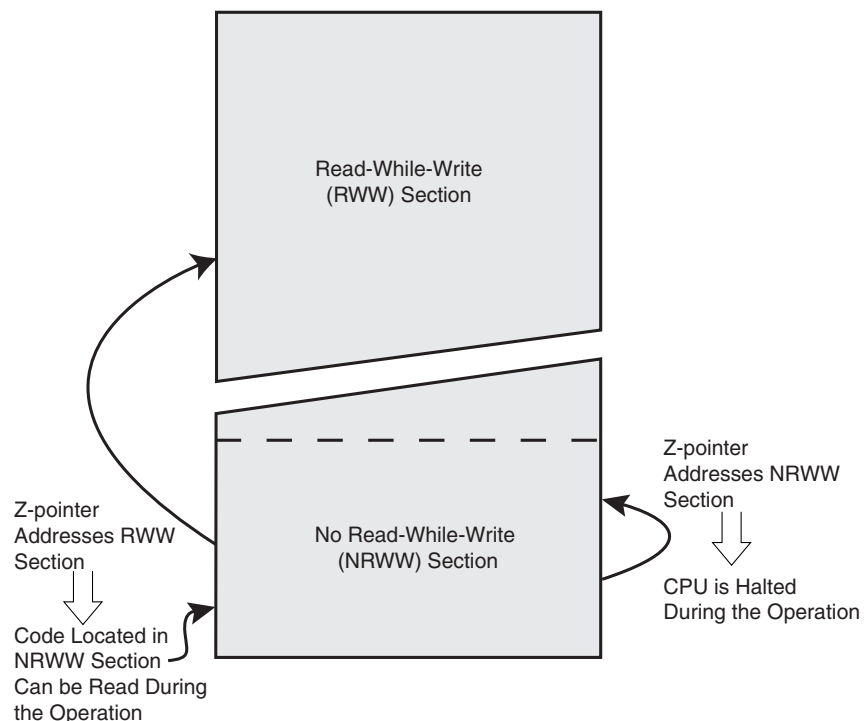 Read-While-Write
(RWW) Section
Z-pointer
Addresses NRWW
Section
Z-pointer
Addresses RWW
Section
No Read-While-Write
(NRWW) Section
CPU is Halted
During the Operation
Code Located in
NRWW Section
Can be Read During
the Operation